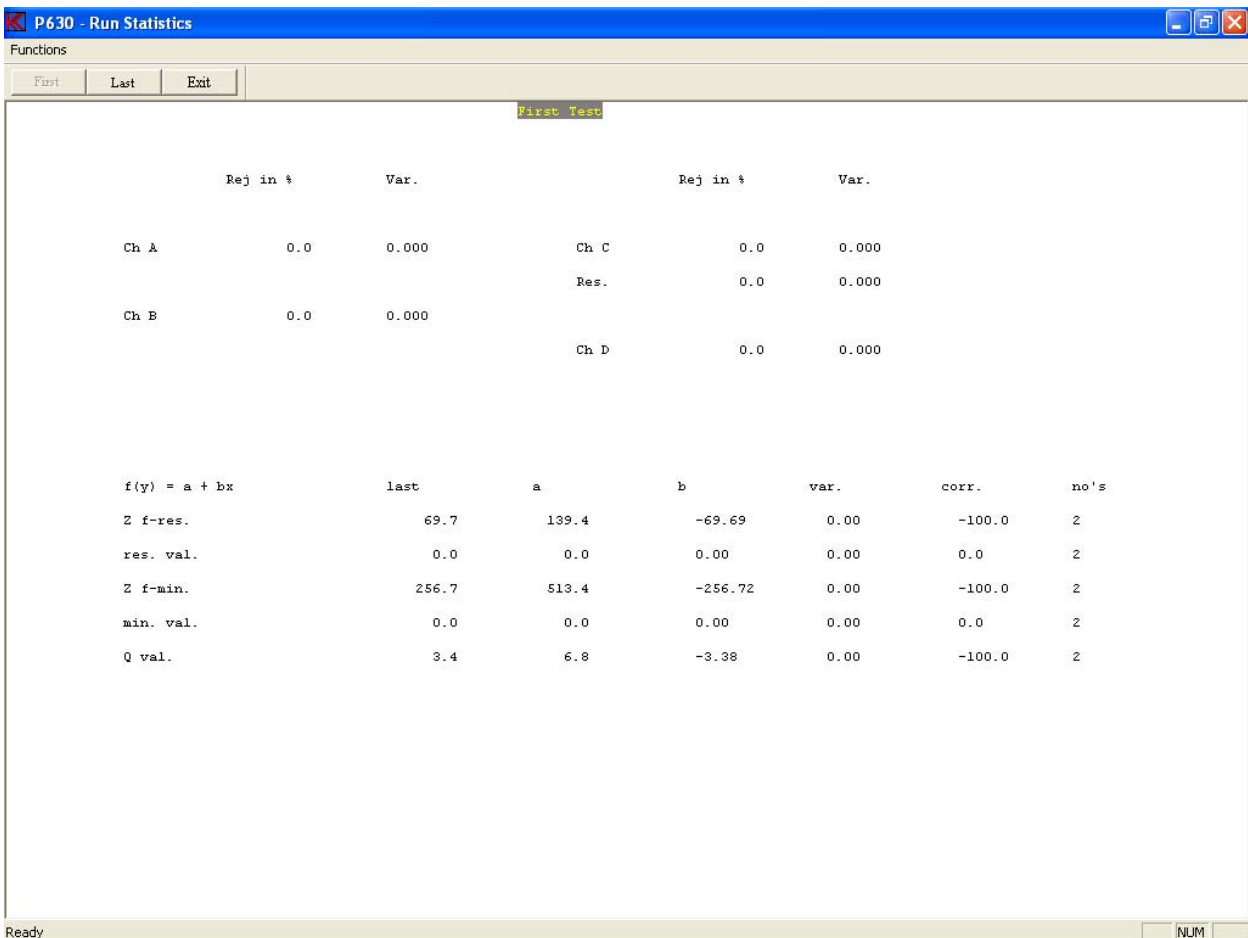 P630 - Run Statistics
Functions
First Last Exit
First Test
Rej in % Var. Rej in % Var.
Ch A 0.0 0.000 Ch C 0.0 0.000
Res. 0.0 0.000
Ch B 0.0 0.000
Ch D 0.0 0.000
f(y) = a + bx last a b var. corr. no's
Z f-res. 69.7 139.4 -69.69 0.00 -100.0 2
res. val. 0.0 0.0 0.00 0.00 0.0 2
Z f-min. 256.7 513.4 -256.72 0.00 -100.0 2
min. val. 0.0 0.0 0.00 0.00 0.0 2
Q val. 3.4 6.8 -3.38 0.00 -100.0 2
Ready NUM